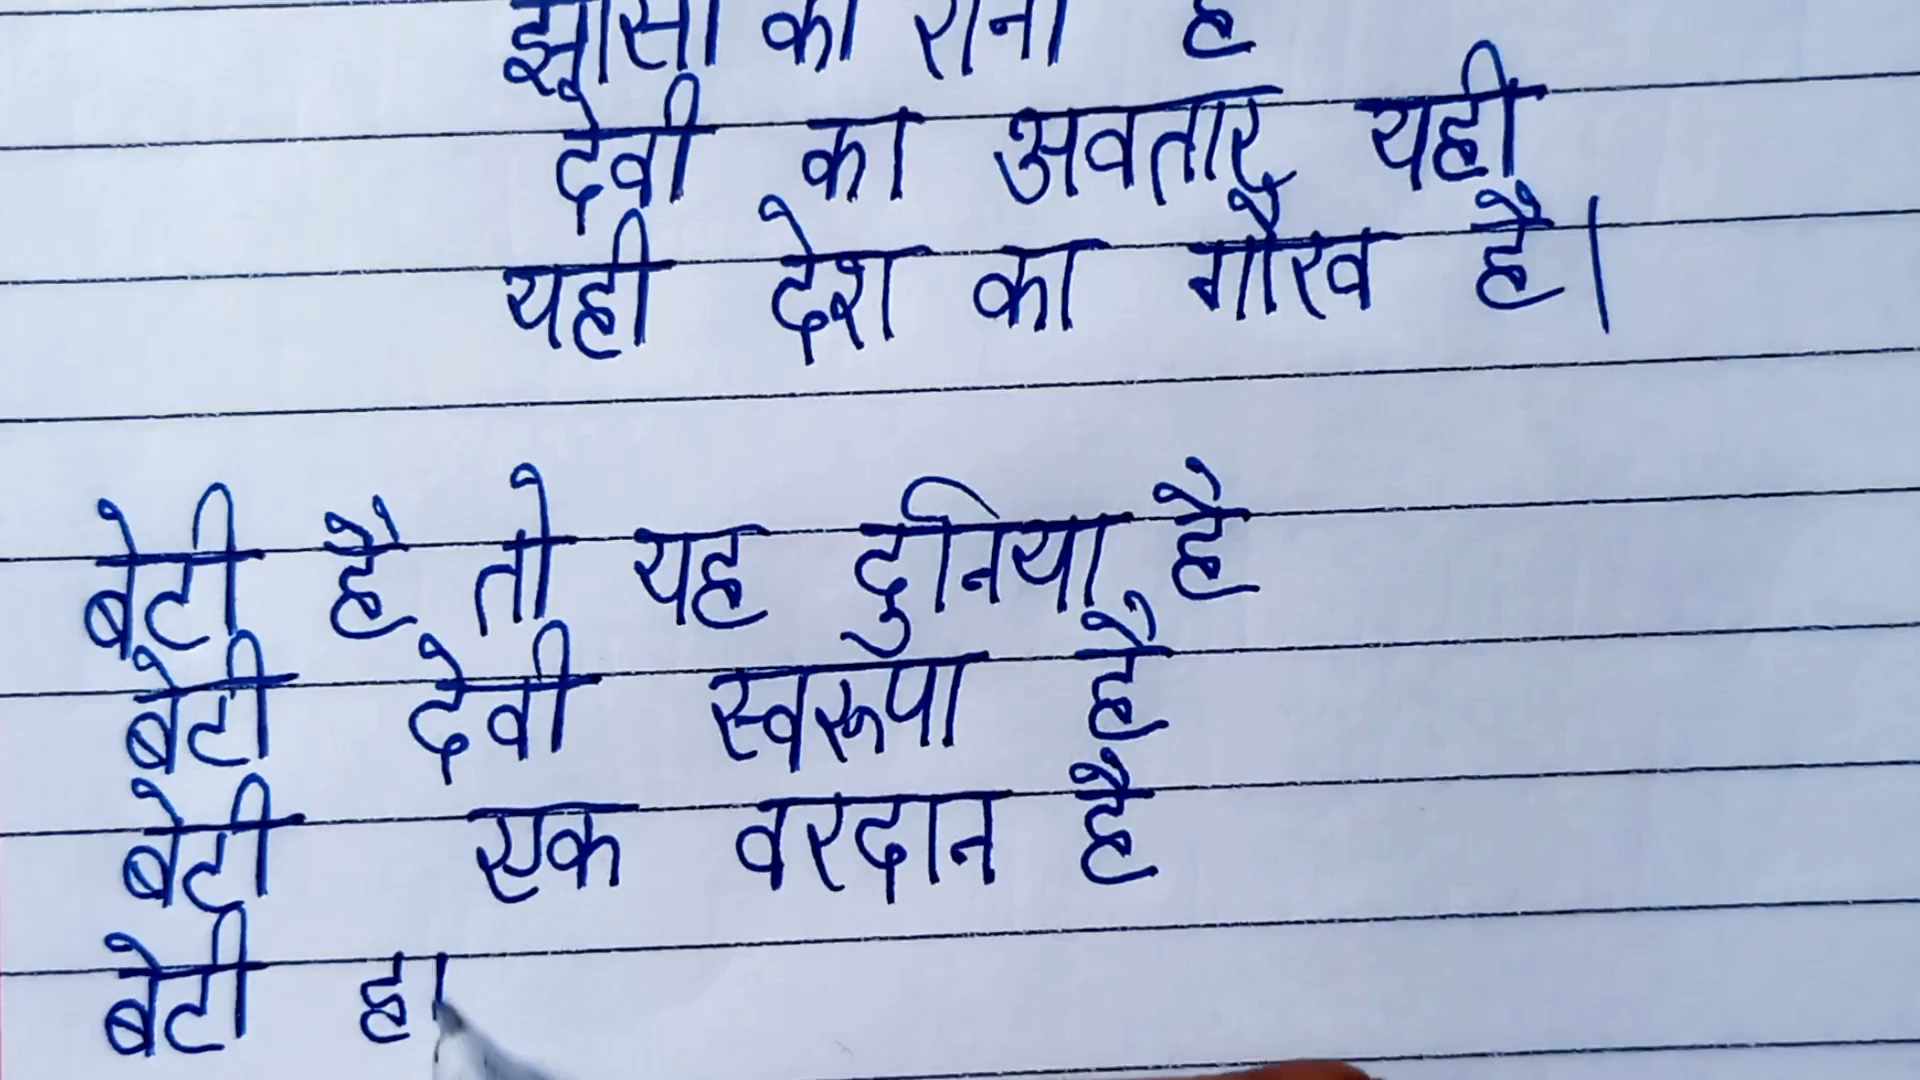 देवी का अवतार यही
यही देश का गौरव है।
बेटी है तो यह दुनिया है
बेटी देवी स्वरूपा है
बेटी एक वरदान है
बेटी